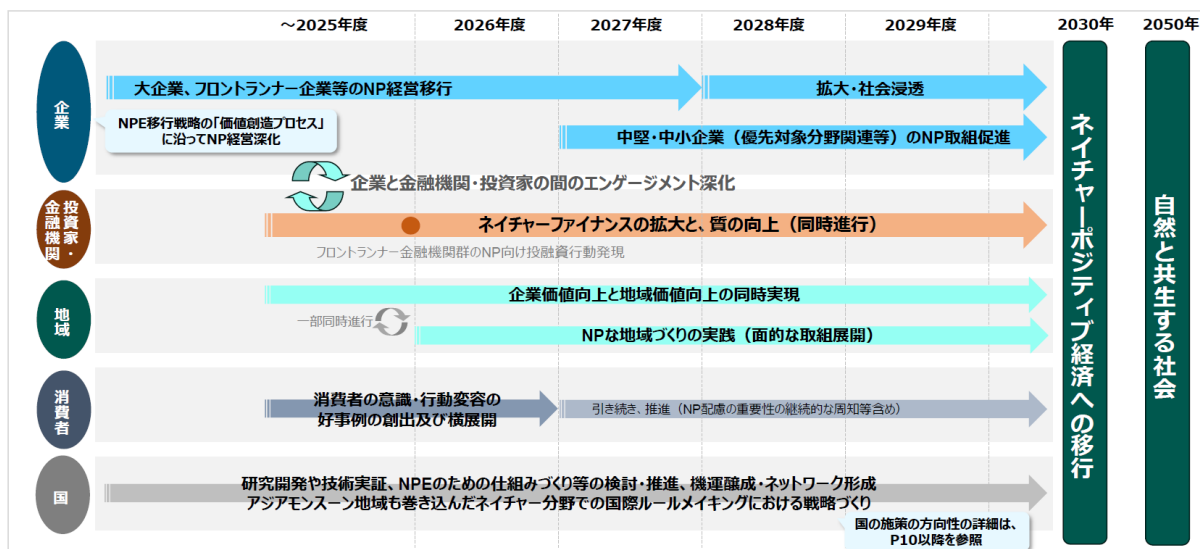 ～2025年度
2026年度
2027年度
2028年度
2029年度
2030年
2050年
企業
大企業、フロントランナー企業等のNP経営移行
拡大・社会浸透
NPE移行戦略の「価値創造プロセス」
に沿ってNP経営深化
中堅・中小企業（優先対象分野関連等）のNP取組促進
企業と金融機関・投資家の間のエンゲージメント深化
投資家・
金融機関
ネイチャーファイナンスの拡大と、質の向上（同時進行）
フロントランナー金融機関群のNP向け投融資行動発現
地域
企業価値向上と地域価値向上の同時実現
一部同時進行
NPな地域づくりの実践（面的な取組展開）
消費者
消費者の意識・行動変容の
好事例の創出及び横展開
引き続き、推進（NP配慮の重要性の継続的な周知等含め）
国
研究開発や技術実証、NPEのための仕組みづくり等の検討・推進、機運醸成・ネットワーク形成
アジアモンスーン地域も巻き込んだネイチャー分野での国際ルールメイキングにおける戦略づくり
国の施策の方向性の詳細は、
P10以降を参照
ネイチャーポジティブ経済への移行
自然と共生する社会